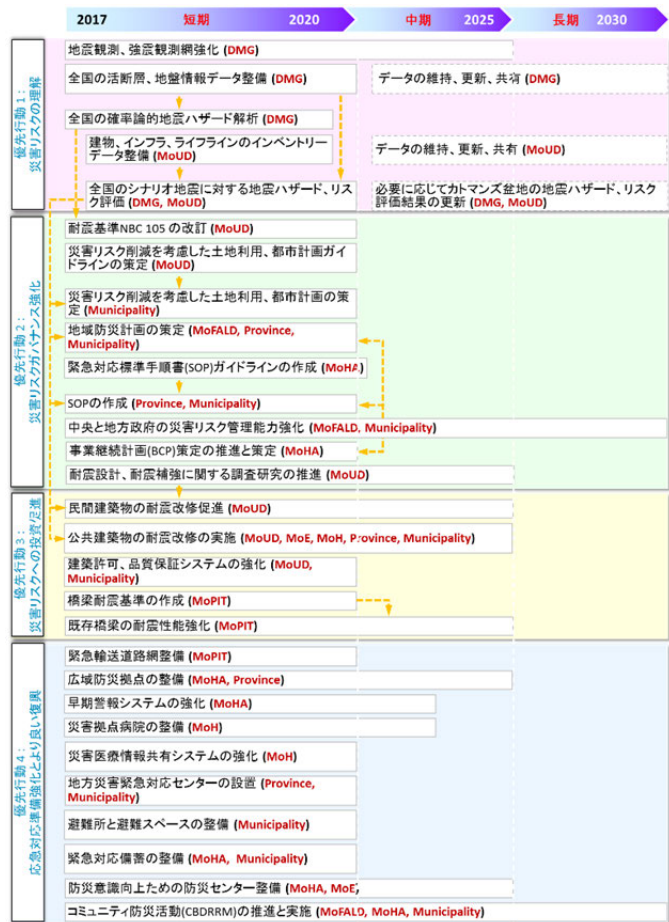 2017 短期 2020 中期 2025 長期 2030
優先行動 1：
災害リスクの理解
地震観測、強震観測網強化 (DMG)
全国の活断層、地盤情報データ整備 (DMG)
データの維持、更新、共有 (DMG)
全国の確率論的地震ハザード解析 (DMG)
建物、インフラ、ライフラインのインベントリー
データ整備 (MoUD)
データの維持、更新、共有 (MoUD)
全国のシナリオ地震に対する地震ハザード、リスク
評価 (DMG, MoUD)
必要に応じてカトマンズ盆地の地震ハザード、リスク
評価結果の更新 (DMG, MoUD)
優先行動 2：
災害リスクガバナンス強化
耐震基準NBC 105 の改訂 (MoUD)
災害リスク削減を考慮した土地利用、都市計画ガイ
ドラインの策定 (MoUD)
災害リスク削減を考慮した土地利用、都市計画の策
定 (Municipality)
地域防災計画の策定 (MoFALD, Province,
Municipality)
緊急対応標準手順書(SOP)ガイドラインの作成 (MoHA)
SOPの作成 (Province, Municipality)
中央と地方政府の災害リスク管理能力強化 (MoFALD, Municipality)
事業継続計画(BCP)策定の推進と策定 (MoHA)
耐震設計、耐震補強に関する調査研究の推進 (MoUD)
優先行動 3：
災害リスクへの投資促進
民間建築物の耐震改修促進 (MoUD)
公共建築物の耐震改修の実施 (MoUD, MoE, MoH, Province, Municipality)
建築許可、品質保証システムの強化 (MoUD,
Municipality)
橋梁耐震基準の作成 (MoPIT)
既存橋梁の耐震性能強化 (MoPIT)
優先行動 4：
応急対応準備強化とより良い復興
緊急輸送道路網整備 (MoPIT)
広域防災拠点の整備 (MoHA, Province)
早期警報システムの強化 (MoHA)
災害拠点病院の整備 (MoH)
災害医療情報共有システムの強化 (MoH)
地方災害緊急対応センターの設置 (Province,
Municipality)
避難所と避難スペースの整備 (Municipality)
緊急対応備蓄の整備 (MoHA, Municipality)
防災意識向上ための防災センター整備 (MoHA, MoE)
コミュニティ防災活動(CBDRRM)の推進と実施 (MoFALD, MoHA, Municipality)